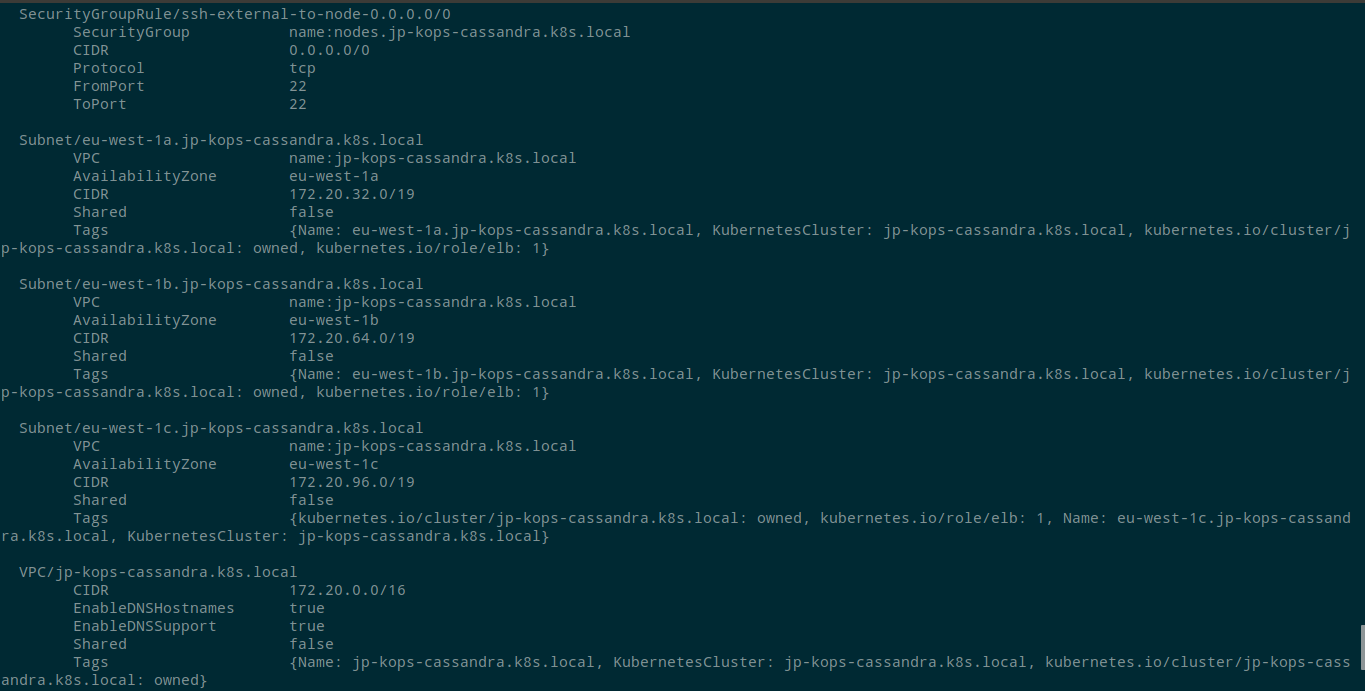 SecurityGroupRule/ssh-external-to-node-0.0.0.0/0
SecurityGroup name:nodes.jp-kops-cassandra.k8s.local
CIDR 0.0.0.0/0
Protocol tcp
FromPort 22
ToPort 22
Subnet/eu-west-1a.jp-kops-cassandra.k8s.local
VPC name:jp-kops-cassandra.k8s.local
AvailabilityZone eu-west-1a
CIDR 172.20.32.0/19
Shared false
Tags {Name: eu-west-1a.jp-kops-cassandra.k8s.local, KubernetesCluster: jp-kops-cassandra.k8s.local, kubernetes.io/cluster/j
p-kops-cassandra.k8s.local: owned, kubernetes.io/role/elb: 1}
Subnet/eu-west-1b.jp-kops-cassandra.k8s.local
VPC name:jp-kops-cassandra.k8s.local
AvailabilityZone eu-west-1b
CIDR 172.20.64.0/19
Shared false
Tags {Name: eu-west-1b.jp-kops-cassandra.k8s.local, KubernetesCluster: jp-kops-cassandra.k8s.local, kubernetes.io/cluster/j
p-kops-cassandra.k8s.local: owned, kubernetes.io/role/elb: 1}
Subnet/eu-west-1c.jp-kops-cassandra.k8s.local
VPC name:jp-kops-cassandra.k8s.local
AvailabilityZone eu-west-1c
CIDR 172.20.96.0/19
Shared false
Tags {kubernetes.io/cluster/jp-kops-cassandra.k8s.local: owned, kubernetes.io/role/elb: 1, Name: eu-west-1c.jp-kops-cassand
ra.k8s.local, KubernetesCluster: jp-kops-cassandra.k8s.local}
VPC/jp-kops-cassandra.k8s.local
CIDR 172.20.0.0/16
EnableDNSHostnames true
EnableDNSSupport true
Shared false
Tags {Name: jp-kops-cassandra.k8s.local, KubernetesCluster: jp-kops-cassandra.k8s.local, kubernetes.io/cluster/jp-kops-cass
andra.k8s.local: owned}